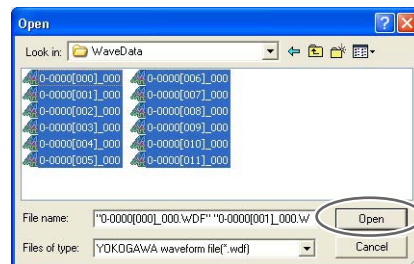 Open
Look in: WaveData
0-0000[000]_000 0-0000[006]_000
0-0000[001]_000 0-0000[007]_000
0-0000[002]_000 0-0000[008]_000
0-0000[003]_000 0-0000[009]_000
0-0000[004]_000 0-0000[010]_000
0-0000[005]_000 0-0000[011]_000
File name: "0-0000[000]_000.WDF" "0-0000[001]_000.W Open
Files of type: YOKOGAWA waveform file(*.wdf) Cancel